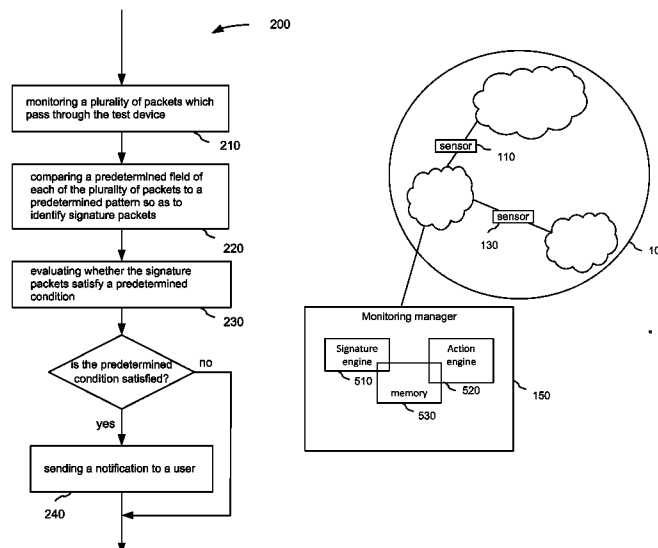 200
monitoring a plurality of packets which
pass through the test device
210
comparing a predetermined field of
each of the plurality of packets to a
predetermined pattern so as to
identify signature packets
220
evaluating whether the signature
packets satisfy a predetermined
condition
230
is the predetermined
condition satisfied?
no
yes
sending a notification to a user
240
sensor
110
sensor
130
Monitoring manager
Signature
engine
510
Action
engine
520
memory
530
150